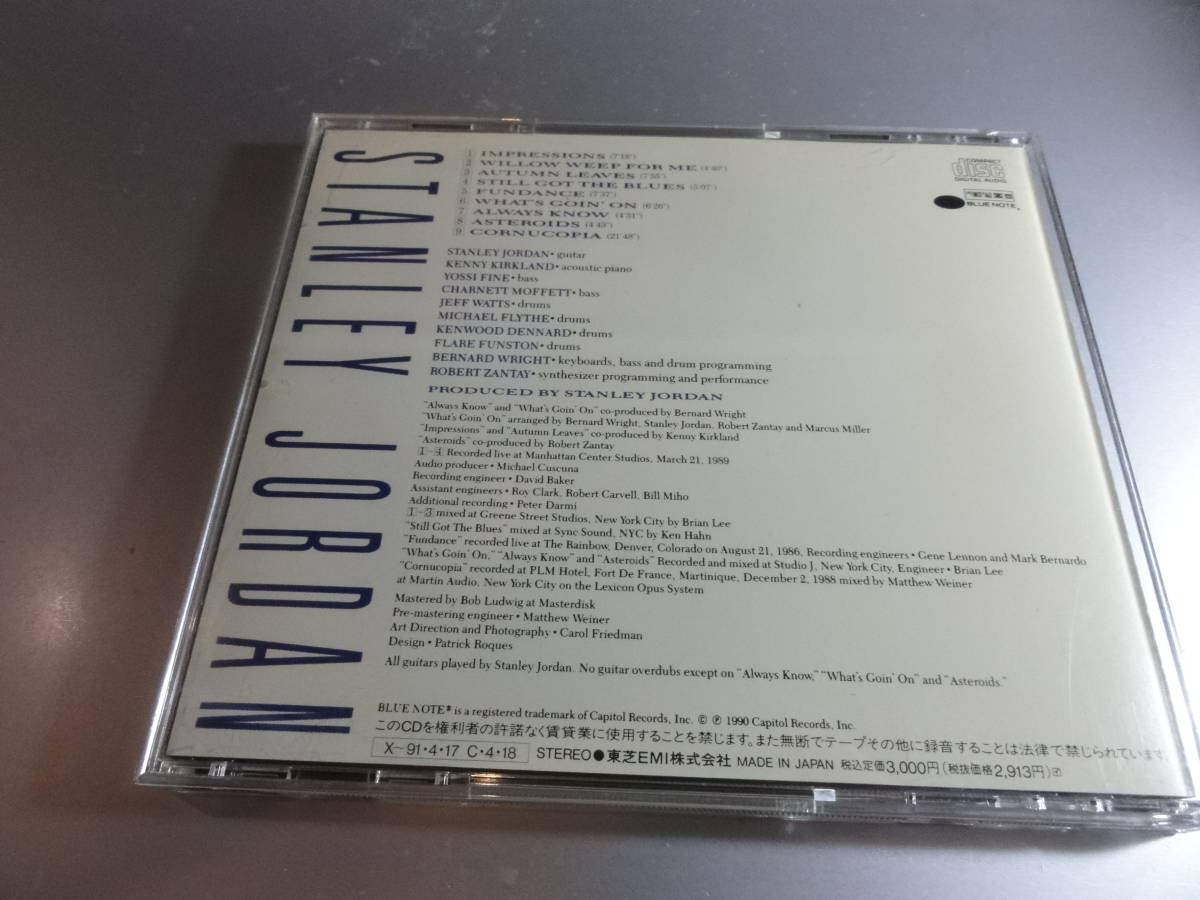 STANLEY JORDAN
1 IMPRESSIONS (7'18")
2 WILLOW WEEP FOR ME (4'40")
3 AUTUMN LEAVES (7'55")
4 STILL GOT THE BLUES (5'07")
5 FUNDANCE (7'37")
6 WHAT'S GOIN' ON (6'26")
7 ALWAYS KNOW (4'31")
8 ASTEROIDS (4'43")
9 CORNUCOPIA (21'48")
COMPACT
disc
DIGITAL AUDIO
BLUE NOTE
STANLEY JORDAN • guitar
KENNY KIRKLAND • acoustic piano
YOSSI FINE • bass
CHARNETT MOFFETT • bass
JEFF WATTS • drums
MICHAEL FLYTHE • drums
KENWOOD DENNARD • drums
FLARE FUNSTON • drums
BERNARD WRIGHT • keyboards, bass and drum programming
ROBERT ZANTAY • synthesizer programming and performance
PRODUCED BY STANLEY JORDAN
"Always Know" and "What's Goin' On" co-produced by Bernard Wright
"What's Goin' On" arranged by Bernard Wright, Stanley Jordan, Robert Zantay and Marcus Miller
"Impressions" and "Autumn Leaves" co-produced by Kenny Kirkland
"Asteroids" co-produced by Robert Zantay
1-4 Recorded live at Manhattan Center Studios, March 21, 1989
Audio producer • Michael Cuscuna
Recording engineer • David Baker
Assistant engineers • Roy Clark, Robert Carvell, Bill Miho
Additional recording • Peter Darmi
1-3 mixed at Greene Street Studios, New York City by Brian Lee
"Still Got The Blues" mixed at Sync Sound, NYC by Ken Hahn
"Fundance" recorded live at The Rainbow, Denver, Colorado on August 21, 1986, Recording engineers • Gene Lennon and Mark Bernardo
"What's Goin' On," "Always Know" and "Asteroids" Recorded and mixed at Studio J, New York City, Engineer • Brian Lee
"Cornucopia" recorded at PLM Hotel, Fort De France, Martinique, December 2, 1988 mixed by Matthew Weiner
at Martin Audio, New York City on the Lexicon Opus System
Mastered by Bob Ludwig at Masterdisk
Pre-mastering engineer • Matthew Weiner
Art Direction and Photography • Carol Friedman
Design • Patrick Roques
All guitars played by Stanley Jordan. No guitar overdubs except on "Always Know," "What's Goin' On" and "Asteroids."
BLUE NOTE® is a registered trademark of Capitol Records, Inc. © ℗ 1990 Capitol Records, Inc.
このCDを権利者の許諾なく賃貸業に使用することを禁じます。また無断でテープその他に録音することは法律で禁じられています。
X-91・4・17 C・4・18 STEREO●東芝EMI株式会社 MADE IN JAPAN 税込定価3,000円(税抜価格2,913円)